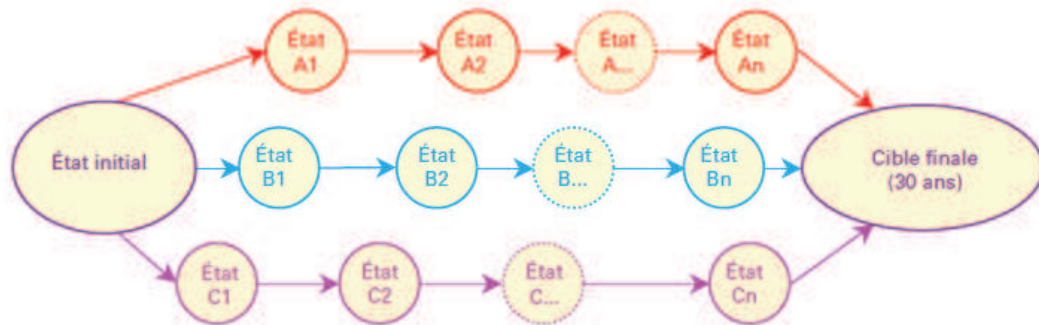 État
A1
État
A2
État
A...
État
An
État initial
État
B1
État
B2
État
B...
État
Bn
Cible finale
(30 ans)
État
C1
État
C2
État
C...
État
Cn